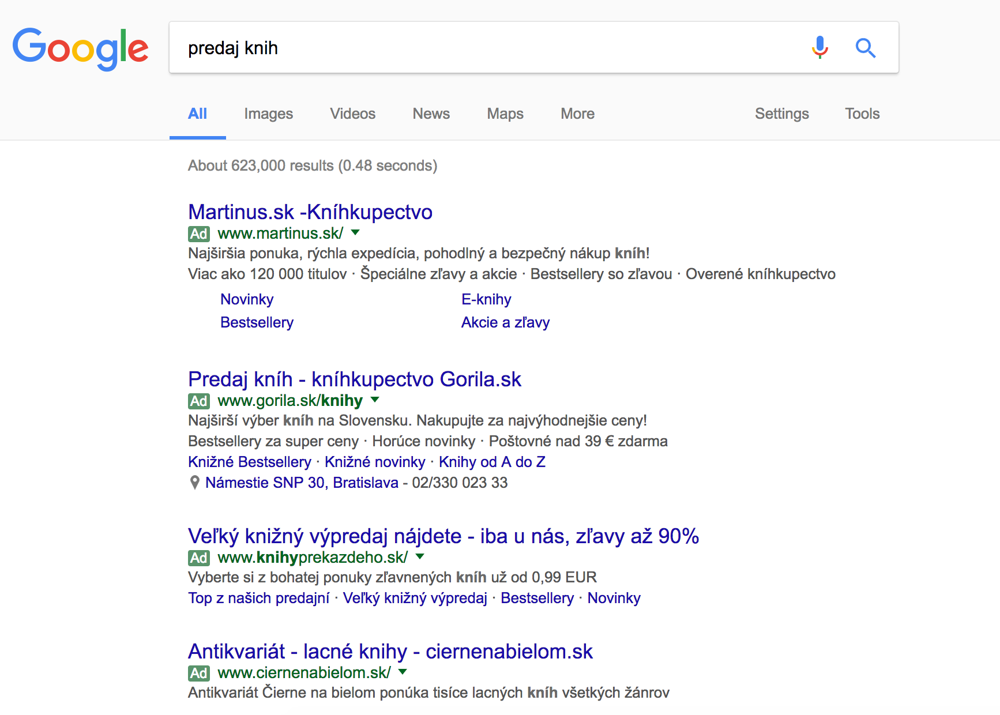 Google
predaj knih
All Images Videos News Maps More Settings Tools
About 623,000 results (0.48 seconds)
Martinus.sk -Kníhkupectvo
Ad www.martinus.sk/
Najširšia ponuka, rýchla expedícia, pohodlný a bezpečný nákup kníh!
Viac ako 120 000 titulov · Špeciálne zľavy a akcie · Bestsellery so zľavou · Overené kníhkupectvo
Novinky E-knihy
Bestsellery Akcie a zľavy
Predaj kníh - kníhkupectvo Gorila.sk
Ad www.gorila.sk/knihy
Najširší výber kníh na Slovensku. Nakupujte za najvýhodnejšie ceny!
Bestsellery za super ceny · Horúce novinky · Poštovné nad 39 € zdarma
Knižné Bestsellery · Knižné novinky · Knihy od A do Z
Námestie SNP 30, Bratislava - 02/330 023 33
Veľký knižný výpredaj nájdete - iba u nás, zľavy až 90%
Ad www.knihyprekazdeho.sk/
Vyberte si z bohatej ponuky zľavnených kníh už od 0,99 EUR
Top z našich predajní · Veľký knižný výpredaj · Bestsellery · Novinky
Antikvariát - lacné knihy - ciernenabielom.sk
Ad www.ciernenabielom.sk/
Antikvariát Čierne na bielom ponúka tisíce lacných kníh všetkých žánrov